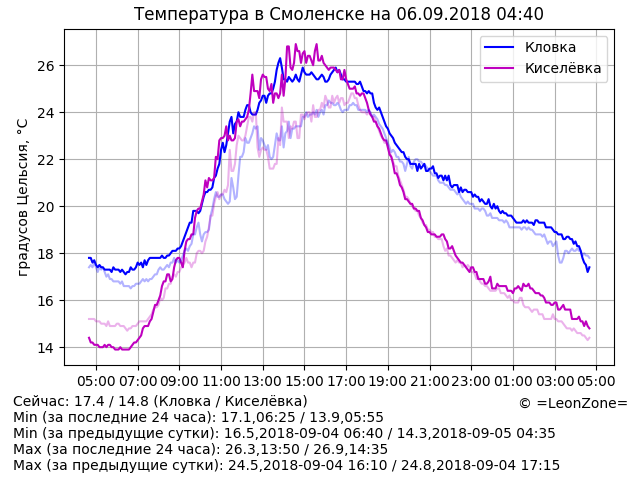 Температура в Смоленске на 06.09.2018 04:40
Кловка
Киселёвка
градусов Цельсия, °C
26
24
22
20
18
16
14
05:00 07:00 09:00 11:00 13:00 15:00 17:00 19:00 21:00 23:00 01:00 03:00 05:00
Сейчас: 17.4 / 14.8 (Кловка / Киселёвка)
© =LeonZone=
Min (за последние 24 часа): 17.1,06:25 / 13.9,05:55
Min (за предыдущие сутки): 16.5,2018-09-04 06:40 / 14.3,2018-09-05 04:35
Max (за последние 24 часа): 26.3,13:50 / 26.9,14:35
Max (за предыдущие сутки): 24.5,2018-09-04 16:10 / 24.8,2018-09-04 17:15